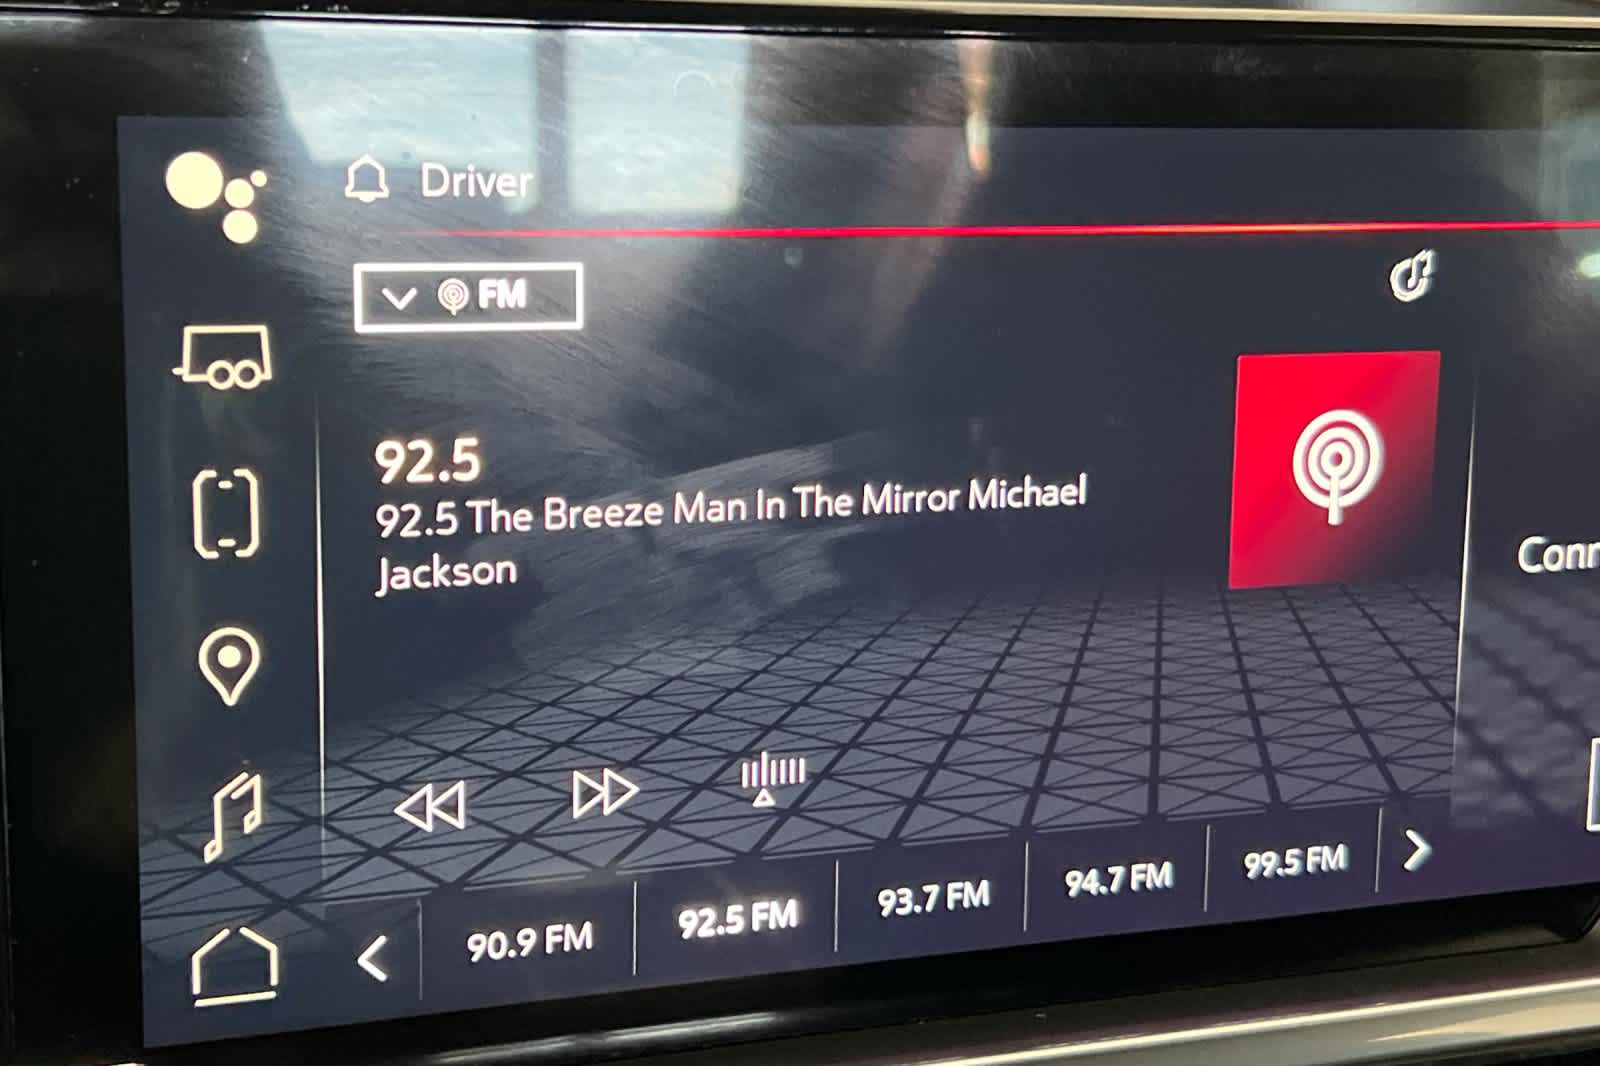 Driver
FM
92.5
92.5 The Breeze Man In The Mirror Michael
Jackson
90.9 FM
92.5 FM
93.7 FM
94.7 FM
99.5 FM